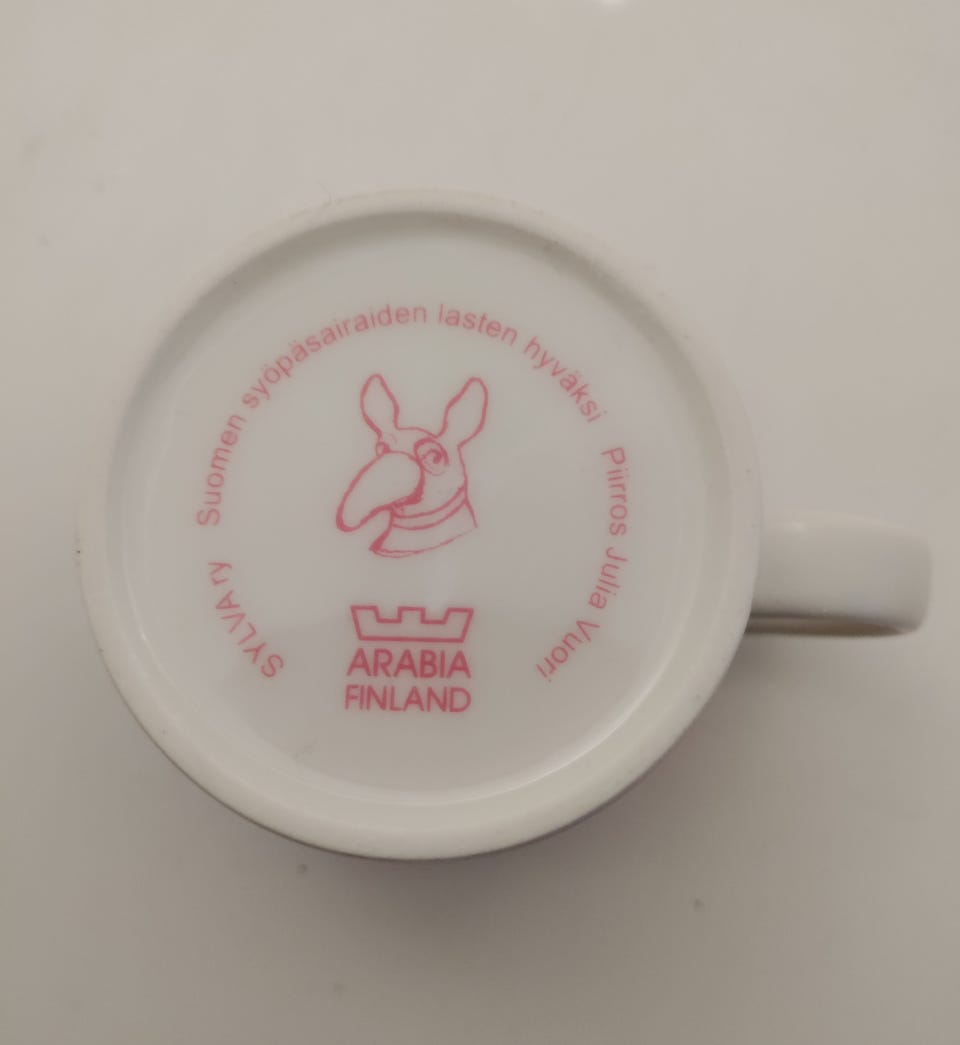 SYLVA ry Suomen syöpäsairaiden lasten hyväksi Piirros Julia Vuori
ARABIA
FINLAND